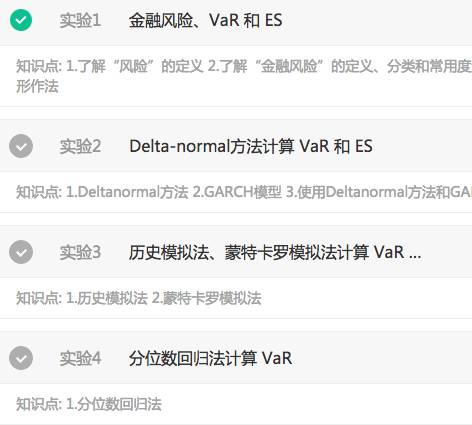 实验1 金融风险、VaR 和 ES
知识点: 1.了解“风险”的定义 2.了解“金融风险”的定义、分类和常用度
形作法
实验2 Delta-normal方法计算 VaR 和 ES
知识点: 1.Deltanormal方法 2.GARCH模型 3.使用Deltanormal方法和GAR
实验3 历史模拟法、蒙特卡罗模拟法计算 VaR ...
知识点: 1.历史模拟法 2.蒙特卡罗模拟法
实验4 分位数回归法计算 VaR
知识点: 1.分位数回归法